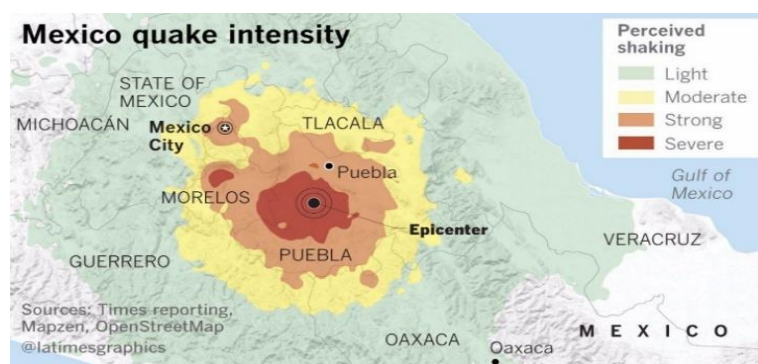 Mexico quake intensity
Perceived
shaking
Light
Moderate
Strong
Severe
STATE OF
MEXICO
MICHOACÁN
Mexico
City
TLACALA
Puebla
Gulf of
Mexico
MORELOS
Epicenter
VERACRUZ
GUERRERO
PUEBLA
Sources: Times reporting,
Mapzen, OpenStreetMap
@latimesgraphics
OAXACA
Oaxaca
MEXICO